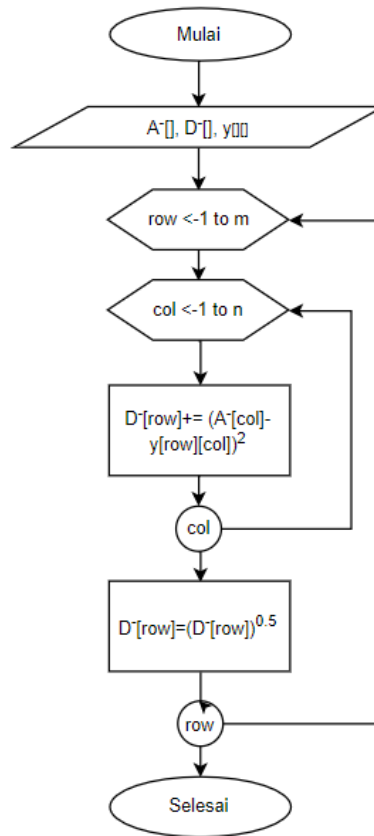 Mulai
A⁻[], D⁻[], y[][]
row <-1 to m
col <-1 to n
D⁻[row]+= (A⁻[col]-
y[row][col])²
col
D⁻[row]=(D⁻[row])⁰·⁵
row
Selesai